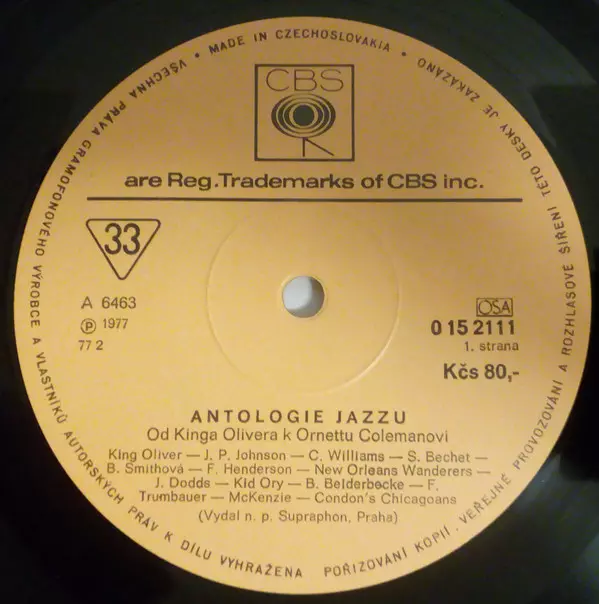 • MADE IN CZECHOSLOVAKIA •
VŠECHNA PRÁVA GRAMOFONOVÉHO VÝROBCE A VLASTNÍKŮ AUTORSKÝCH PRÁV K DÍLU VYHRAŽENA
POŘIZOVÁNÍ KOPIÍ, VEŘEJNÉ PROVOZOVÁNÍ A ROZHLASOVÉ ŠÍŘENÍ TÉTO DESKY JE ZAKÁZÁNO
CBS
are Reg.Trademarks of CBS inc.
33
A 6463
Ⓟ 1977
77 2
OSA
0 15 2111
1. strana
Kčs 80,-
ANTOLOGIE JAZZU
Od Kinga Olivera k Ornettu Colemanovi
King Oliver — J. P. Johnson — C. Williams — S. Bechet —
B. Smithová — F. Henderson — New Orleans Wanderers —
J. Dodds — Kid Ory — B. Beiderbecke — F.
Trumbauer — McKenzie — Condon's Chicagoans
(Vydal n. p. Supraphon, Praha)